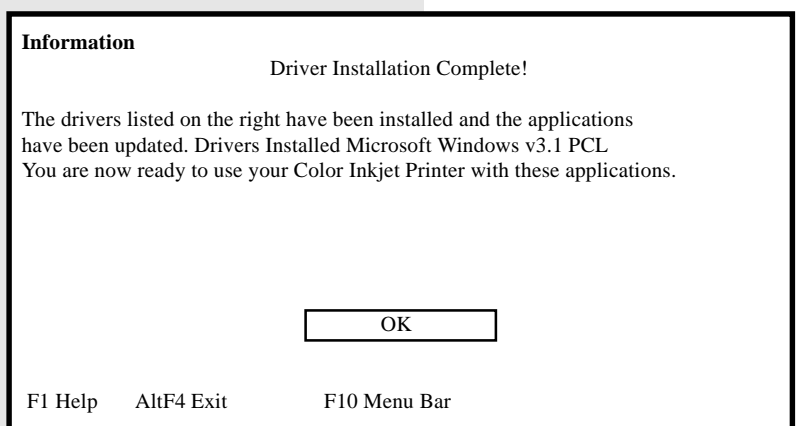 Information
Driver Installation Complete!
The drivers listed on the right have been installed and the applications
have been updated. Drivers Installed Microsoft Windows v3.1 PCL
You are now ready to use your Color Inkjet Printer with these applications.
OK
F1 Help AltF4 Exit F10 Menu Bar